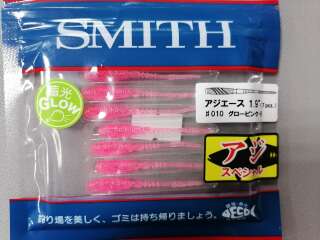 SMITH
蓄光
GLOW
アジエース 1.9"(7pcs.)
#010 グローピンク
アジ
スペシャル
釣り場を美しく、ゴミは持ち帰りましょう。